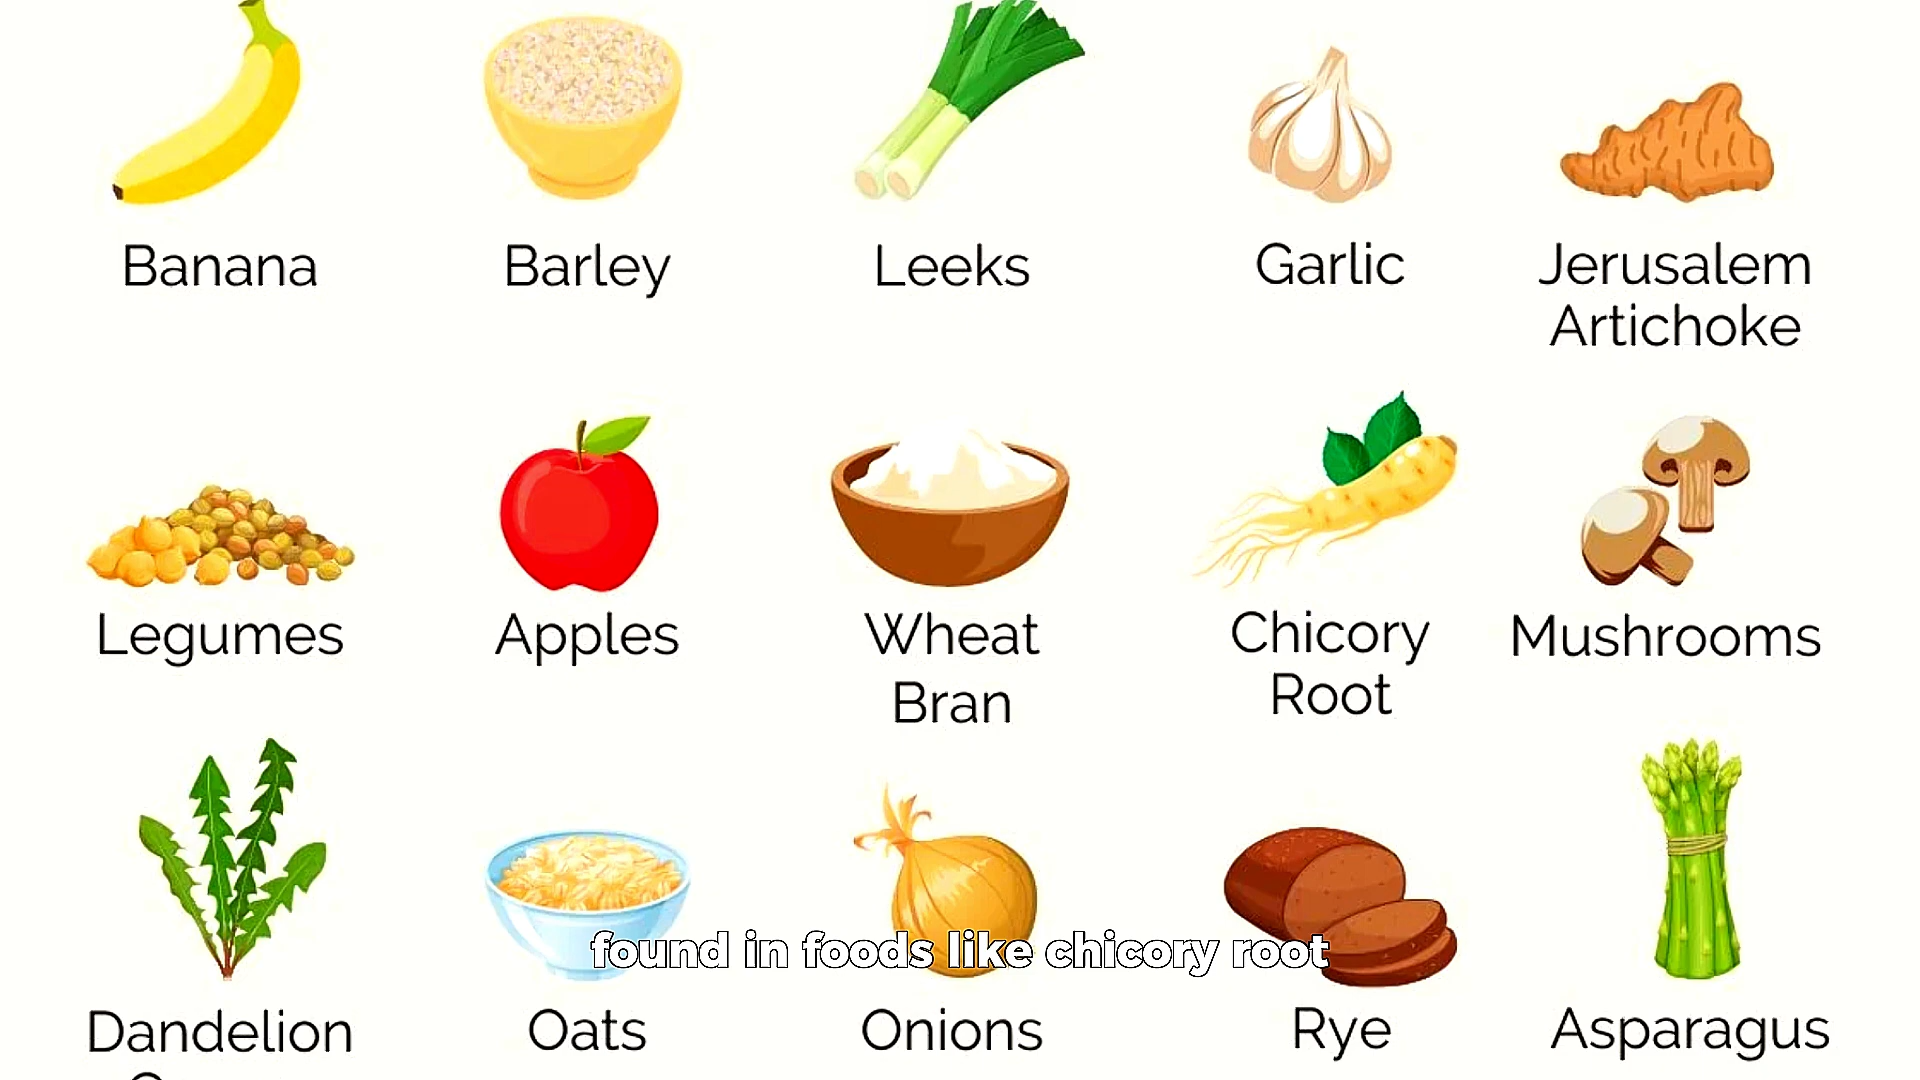 Banana
Barley
Leeks
Garlic
Jerusalem
Artichoke
Legumes
Apples
Wheat
Bran
Chicory
Root
Mushrooms
found in foods like chicory root
Dandelion
Oats
Onions
Rye
Asparagus